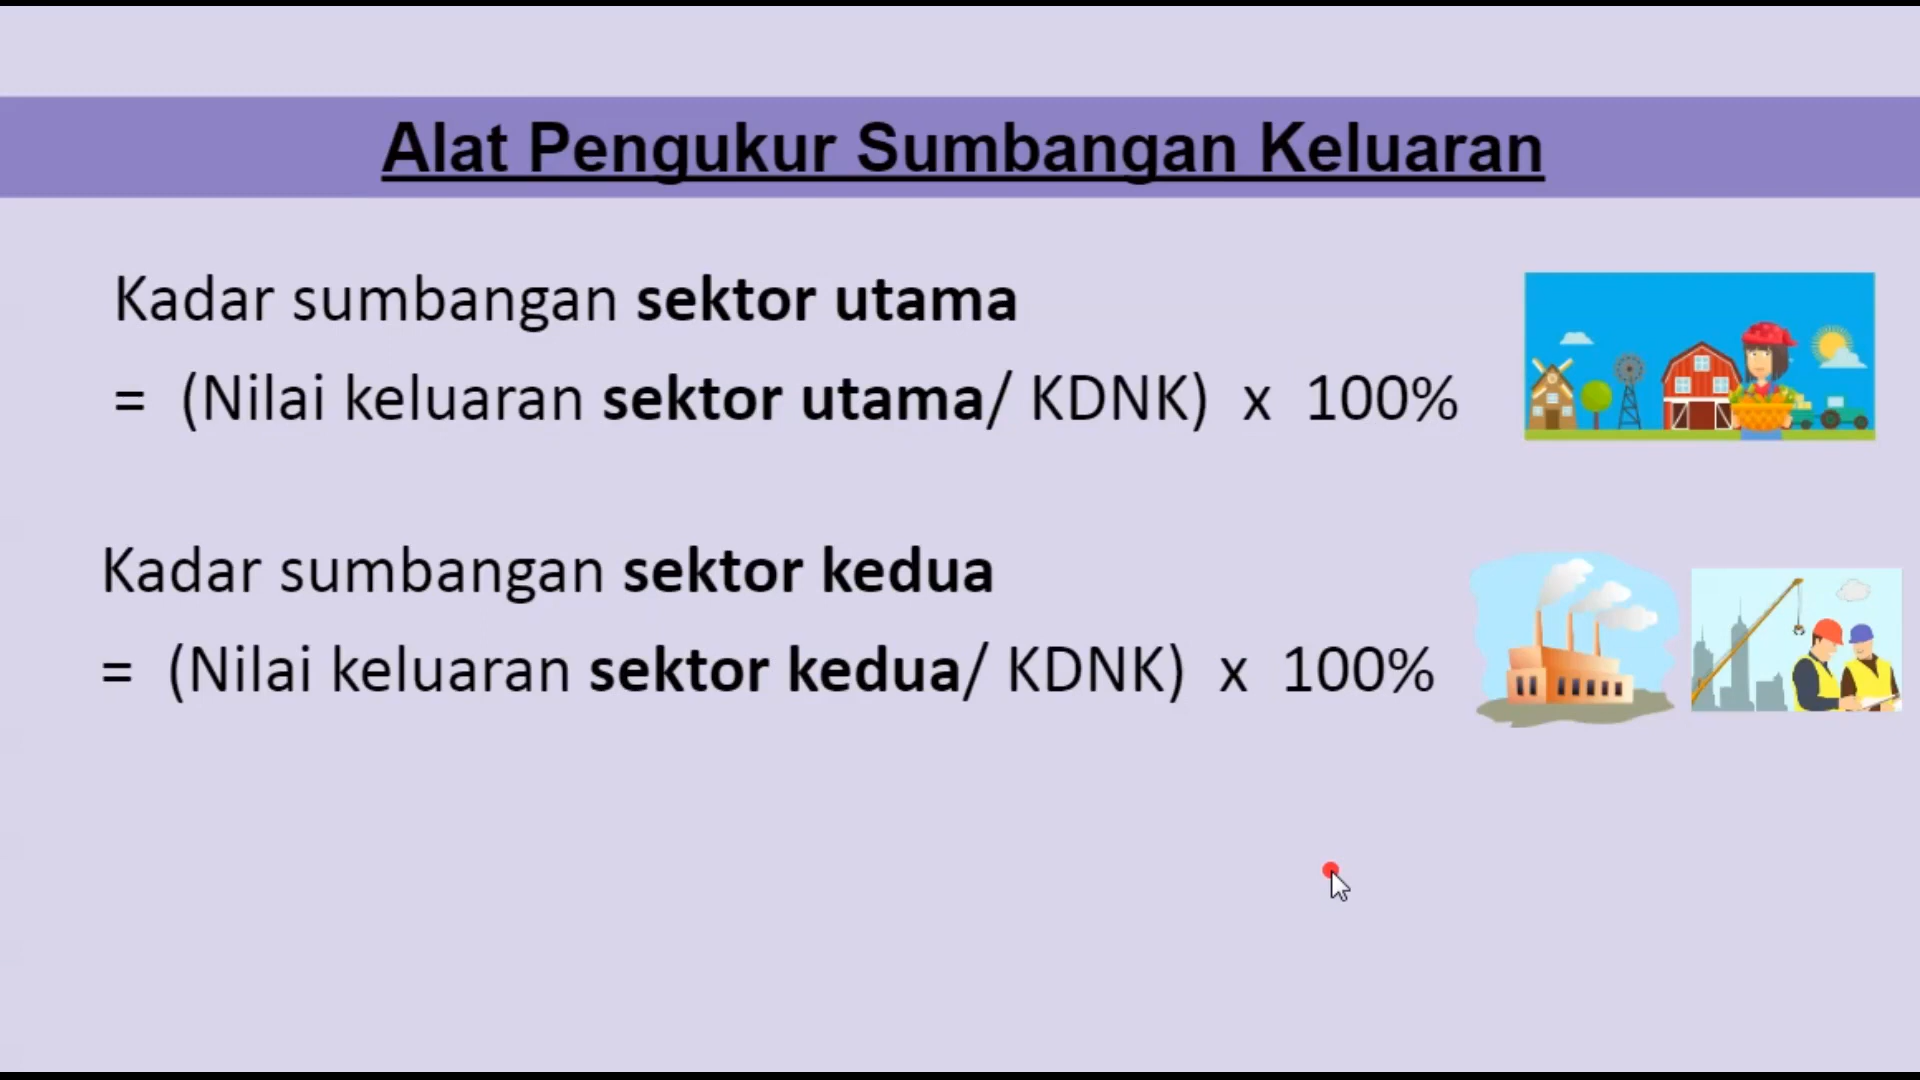 Alat Pengukur Sumbangan Keluaran
Kadar sumbangan sektor utama
= (Nilai keluaran sektor utama/ KDNK) x 100%
Kadar sumbangan sektor kedua
= (Nilai keluaran sektor kedua/ KDNK) x 100%